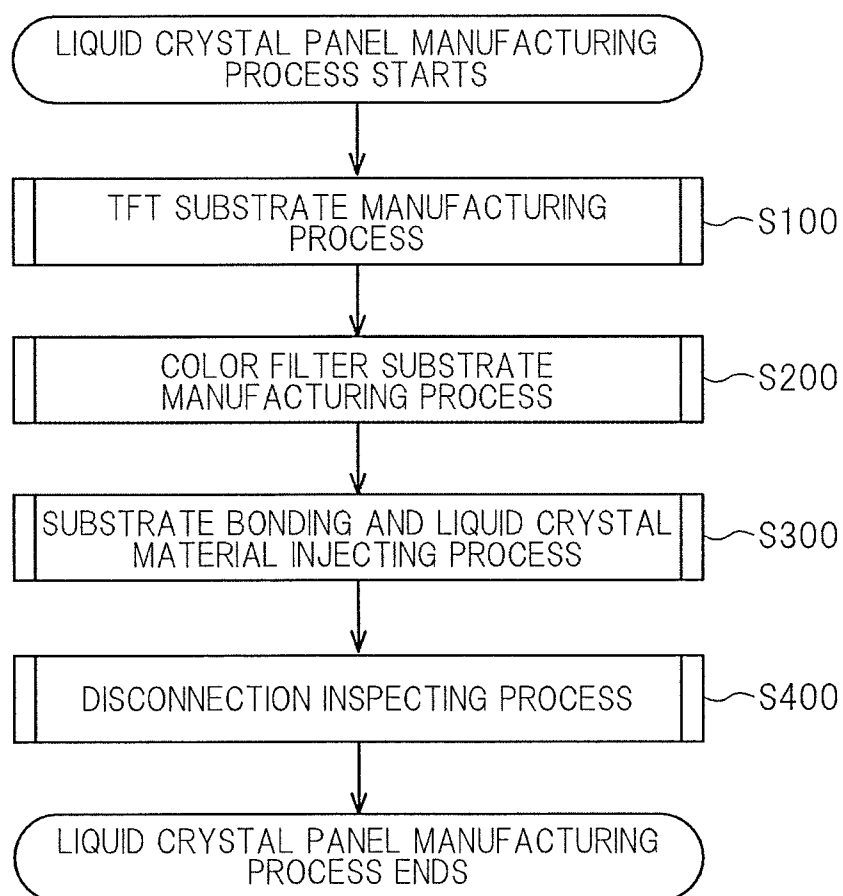 LIQUID CRYSTAL PANEL MANUFACTURING
PROCESS STARTS
TFT SUBSTRATE MANUFACTURING
PROCESS
S100
COLOR FILTER SUBSTRATE
MANUFACTURING PROCESS
S200
SUBSTRATE BONDING AND LIQUID CRYSTAL
MATERIAL INJECTING PROCESS
S300
DISCONNECTION INSPECTING PROCESS
S400
LIQUID CRYSTAL PANEL MANUFACTURING
PROCESS ENDS